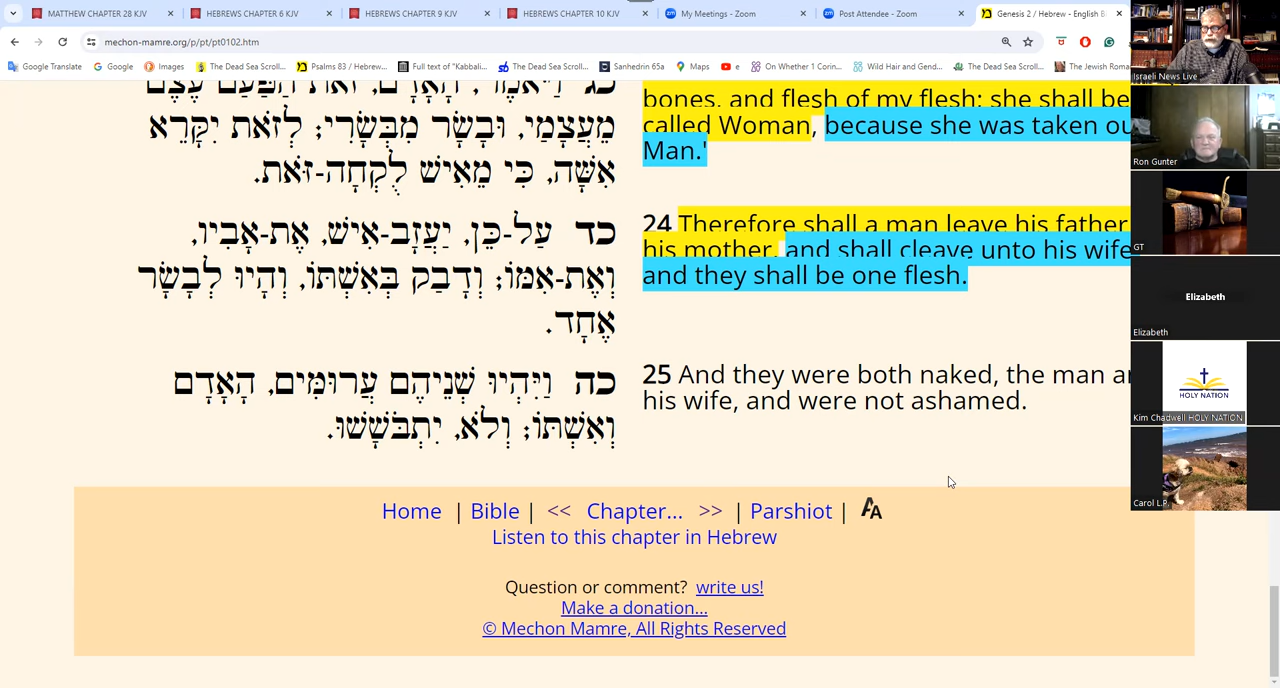 MATTHEW CHAPTER 28 KJV
HEBREWS CHAPTER 6 KJV
HEBREWS CHAPTER 9 KJV
HEBREWS CHAPTER 10 KJV
My Meetings - Zoom
Post Attendee - Zoom
Genesis 2 / Hebrew - English B
mechon-mamre.org/p/pt/pt0102.htm
Google Translate
Google
Images
The Dead Sea Scroll...
Psalms 83 / Hebrew...
Full text of "Kabbali...
The Dead Sea Scroll...
Sanhedrin 65a
Maps
e
On Whether 1 Corin...
Wild Hair and Gend...
The Dead Sea Scroll...
The Jewish Roma
כג וַיֹּאמֶר, הָאָדָם, זֹאת הַפַּעַם עֶצֶם
מֵעֲצָמַי, וּבָשָׂר מִבְּשָׂרִי; לְזֹאת יִקָּרֵא
אִשָּׁה, כִּי מֵאִישׁ לֻקְחָה-זֹּאת.
bones, and flesh of my flesh; she shall be
called Woman, because she was taken ou
Man.'
כד עַל-כֵּן, יַעֲזָב-אִישׁ, אֶת-אָבִיו,
וְאֶת-אִמּוֹ; וְדָבַק בְּאִשְׁתּוֹ, וְהָיוּ לְבָשָׂר
אֶחָד.
24 Therefore shall a man leave his father
his mother, and shall cleave unto his wife
and they shall be one flesh.
כה וַיִּהְיוּ שְׁנֵיהֶם עֲרוּמִּים, הָאָדָם
וְאִשְׁתּוֹ; וְלֹא, יִתְבֹּשָׁשׁוּ.
25 And they were both naked, the man a
his wife, and were not ashamed.
Home | Bible | << Chapter... >> | Parshiot | AA
Listen to this chapter in Hebrew
Question or comment? write us!
Make a donation...
© Mechon Mamre, All Rights Reserved
Israeli News Live
Ron Gunter
GT
Elizabeth
Elizabeth
HOLY NATION
Kim Chadwell HOLY NATION
Carol L.P.